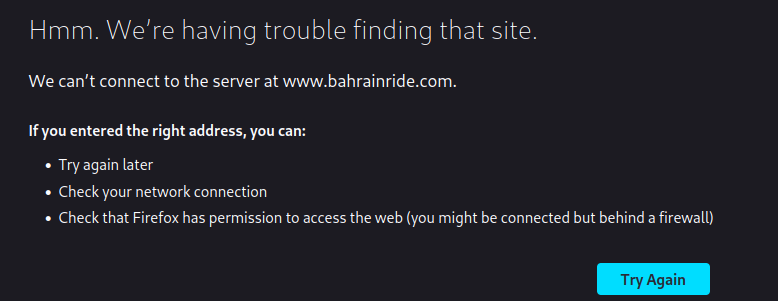 Hmm. We’re having trouble finding that site.
We can’t connect to the server at www.bahrainride.com.
If you entered the right address, you can:
• Try again later
• Check your network connection
• Check that Firefox has permission to access the web (you might be connected but behind a firewall)
Try Again